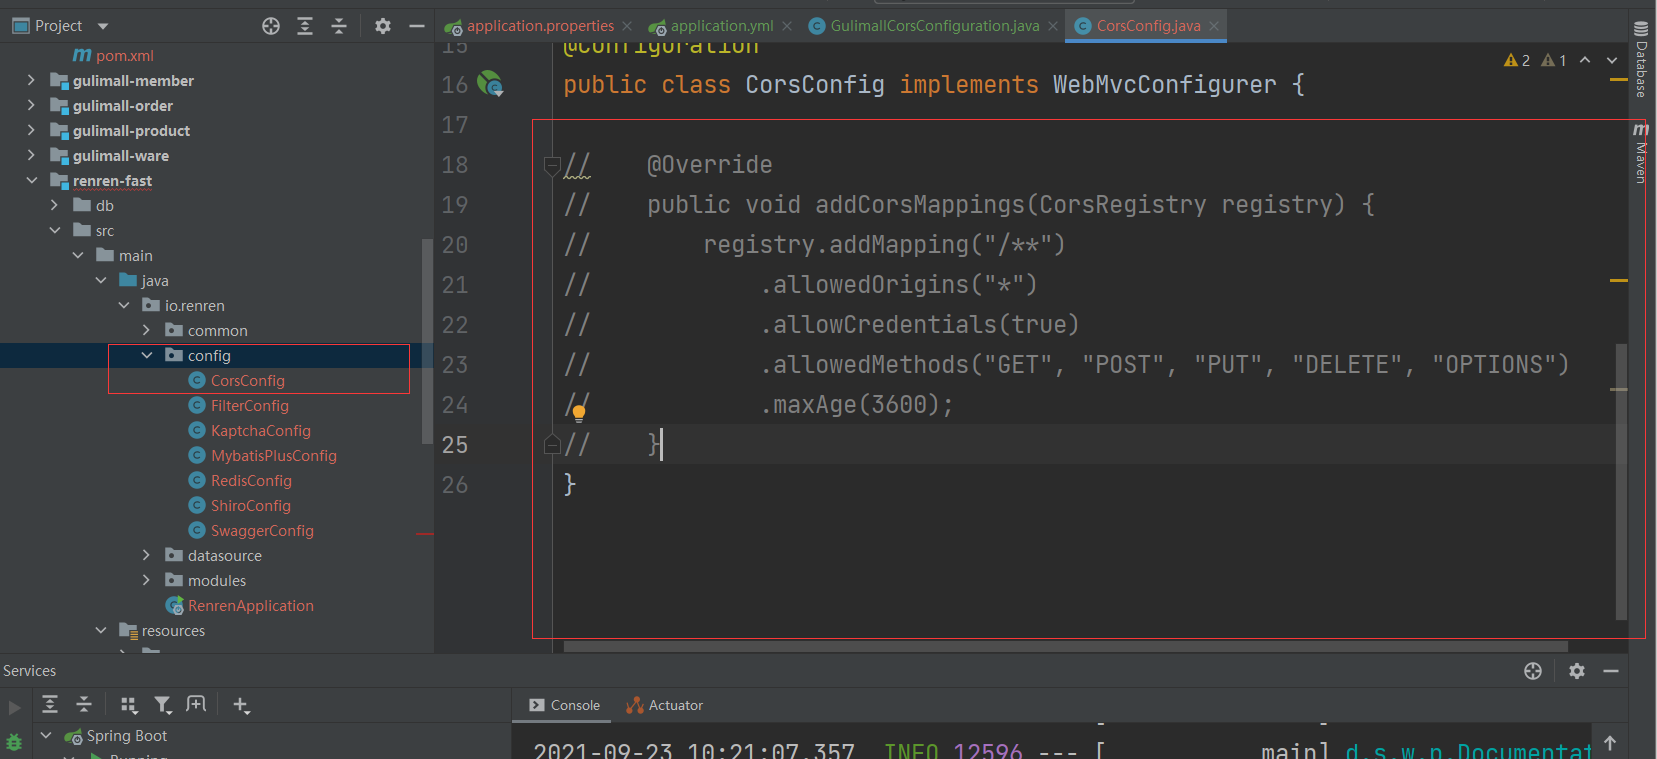 Project
application.properties
application.yml
GulimallCorsConfiguration.java
CorsConfig.java
pom.xml
gulimall-member
gulimall-order
gulimall-product
gulimall-ware
renren-fast
db
src
main
java
io.renren
common
config
CorsConfig
FilterConfig
KaptchaConfig
MybatisPlusConfig
RedisConfig
ShiroConfig
SwaggerConfig
datasource
modules
RenrenApplication
resources
15 @Configuration
16 public class CorsConfig implements WebMvcConfigurer {
17
18 //    @Override
19 //    public void addCorsMappings(CorsRegistry registry) {
20 //        registry.addMapping("/**")
21 //            .allowedOrigins("*")
22 //            .allowCredentials(true)
23 //            .allowedMethods("GET", "POST", "PUT", "DELETE", "OPTIONS")
24 //            .maxAge(3600);
25 //    }
26 }
2 1
Database
Maven
Services
Console
Actuator
Spring Boot
Running
2021-09-23 10:21:07.357 INFO 12596 --- [ main] d.s.w.p.Documentat